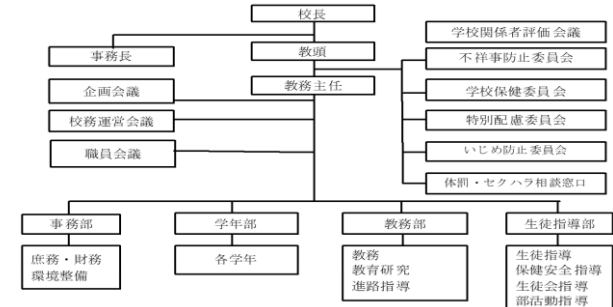 校長
学校関係者評価会議
教頭
事務長
不祥事防止委員会
教務主任
企画会議
学校保健委員会
校務運営会議
特別配慮委員会
職員会議
いじめ防止委員会
体罰・セクハラ相談窓口
事務部
学年部
教務部
生徒指導部
庶務・財務
環境整備
各学年
教務
教育研究
進路指導
生徒指導
保健安全指導
生徒会指導
部活動指導